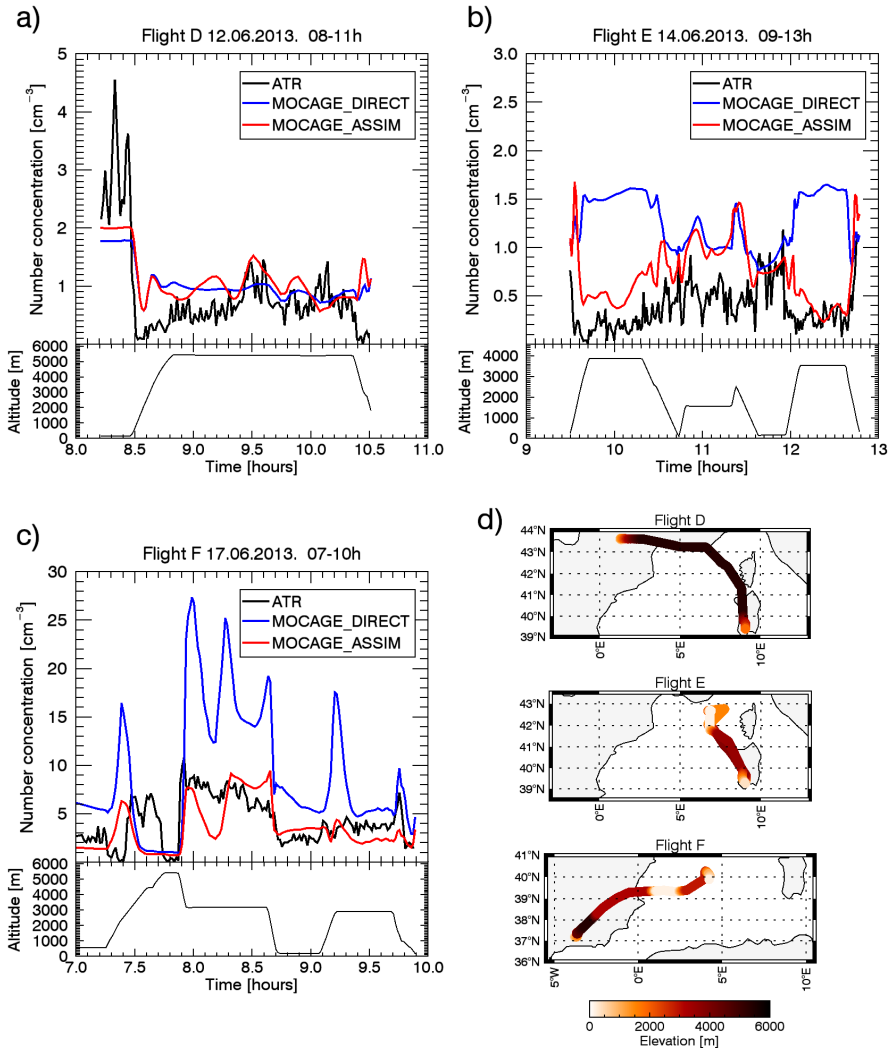 a)
Flight D 12.06.2013. 08-11h
Number concentration [cm⁻³]
5
4
3
2
1
ATR
MOCAGE_DIRECT
MOCAGE_ASSIM
Altitude [m]
6000
5000
4000
3000
2000
1000
0
8.0 8.5 9.0 9.5 10.0 10.5 11.0
Time [hours]
b)
Flight E 14.06.2013. 09-13h
Number concentration [cm⁻³]
3.0
2.5
2.0
1.5
1.0
0.5
ATR
MOCAGE_DIRECT
MOCAGE_ASSIM
Altitude [m]
4000
3000
2000
1000
0
9 10 11 12 13
Time [hours]
c)
Flight F 17.06.2013. 07-10h
Number concentration [cm⁻³]
30
25
20
15
10
5
ATR
MOCAGE_DIRECT
MOCAGE_ASSIM
Altitude [m]
6000
5000
4000
3000
2000
1000
0
7.0 7.5 8.0 8.5 9.0 9.5 10.0
Time [hours]
d)
Flight D
44°N
43°N
42°N
41°N
40°N
39°N
0°E 5°E 10°E
Flight E
43°N
42°N
41°N
40°N
39°N
0°E 5°E 10°E
Flight F
41°N
40°N
39°N
38°N
37°N
36°N
5°W 0°E 5°E 10°E
0 2000 4000 6000
Elevation [m]